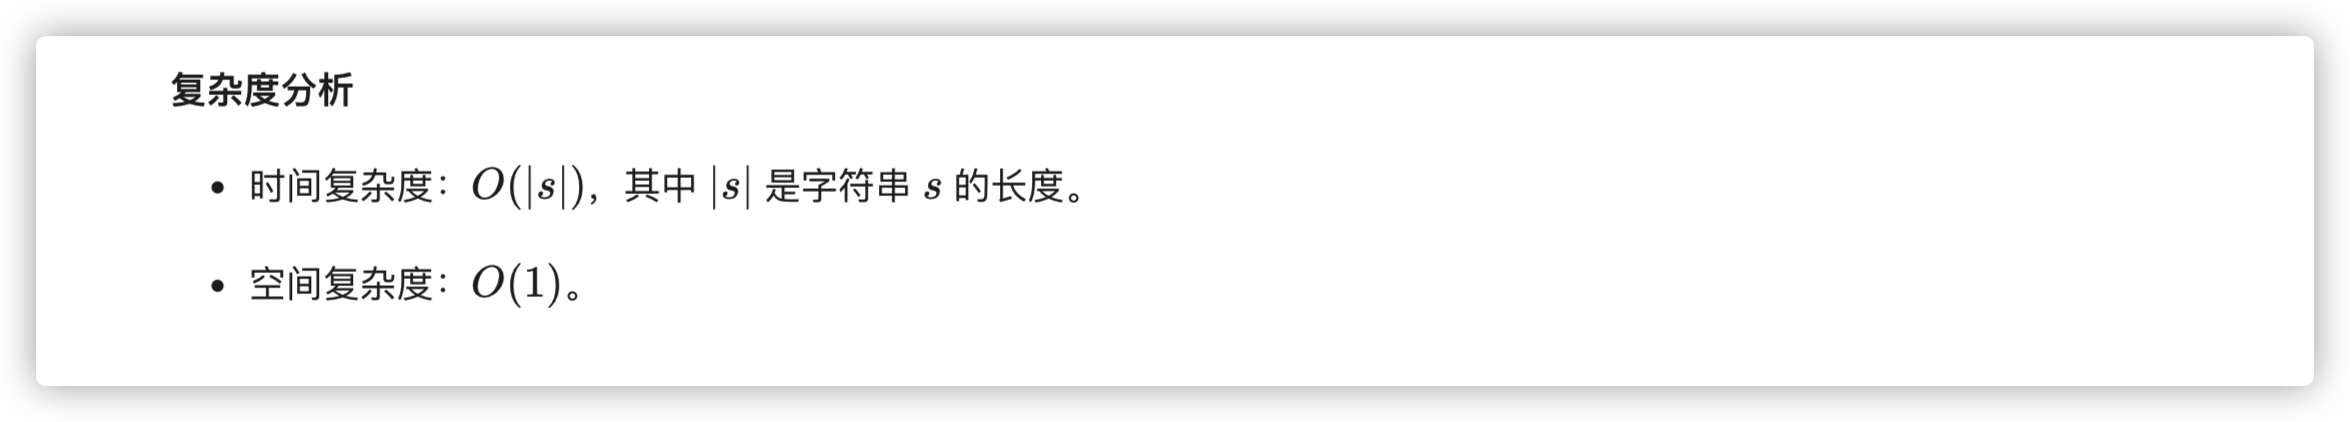 复杂度分析
• 时间复杂度：O(|s|)，其中 |s| 是字符串 s 的长度。
• 空间复杂度：O(1)。